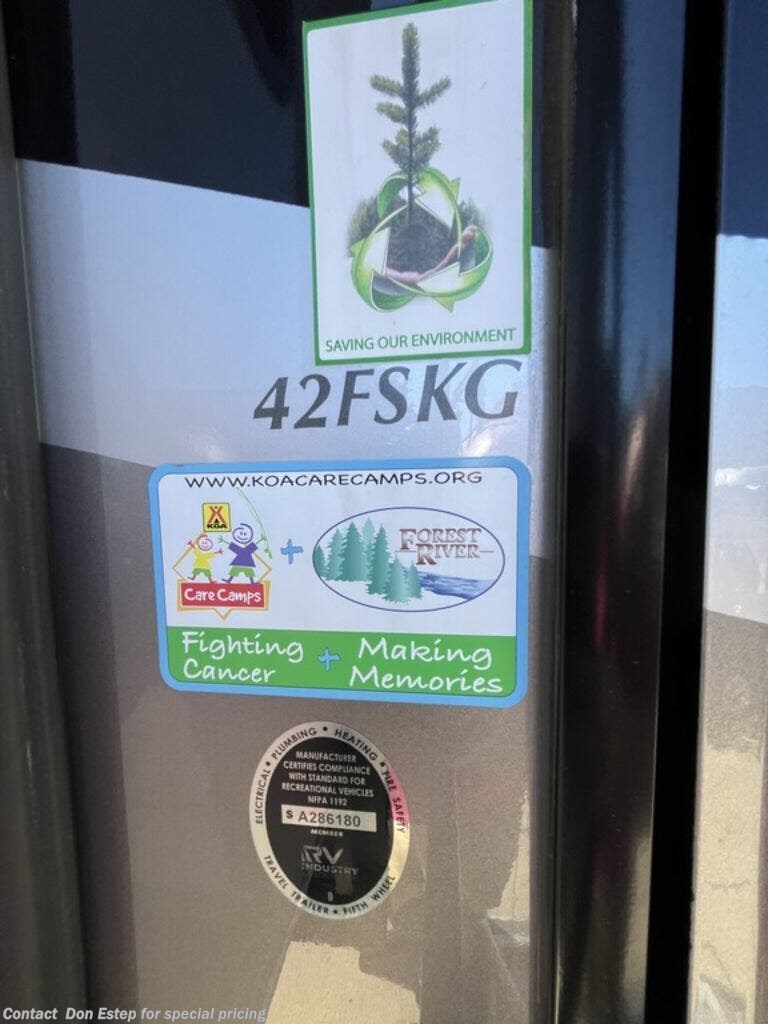 SAVING OUR ENVIRONMENT
42FSKG
WWW.KOACARECAMPS.ORG
KOA
Care Camps
+
FOREST
RIVER
Fighting
Cancer
+
Making
Memories
ELECTRICAL • PLUMBING • HEATING • FIRE SAFETY
MANUFACTURER
CERTIFIES COMPLIANCE
WITH STANDARD FOR
RECREATIONAL VEHICLES
NFPA 1192
S A286180
MEMBER
RV
INDUSTRY
TRAVEL TRAILER • FIFTH WHEEL
Contact Don Estep for special pricing